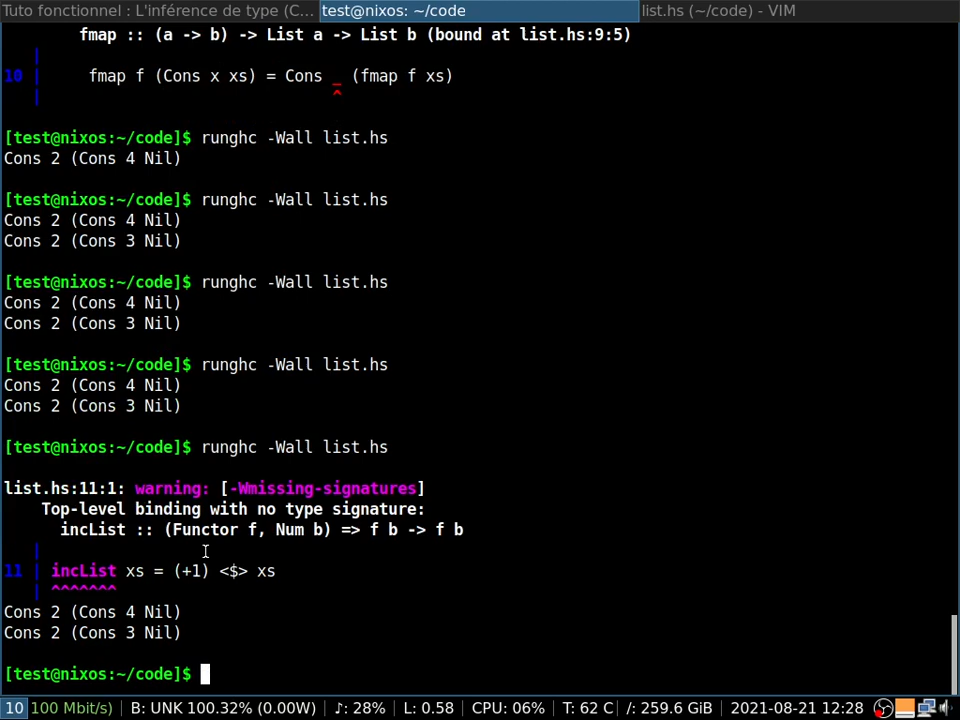 Tuto fonctionnel : L'inférence de type (C... test@nixos: ~/code list.hs (~/code) - VIM
fmap :: (a -> b) -> List a -> List b (bound at list.hs:9:5)
|
10 | fmap f (Cons x xs) = Cons _ (fmap f xs)
| ^
[test@nixos:~/code]$ runghc -Wall list.hs
Cons 2 (Cons 4 Nil)
[test@nixos:~/code]$ runghc -Wall list.hs
Cons 2 (Cons 4 Nil)
Cons 2 (Cons 3 Nil)
[test@nixos:~/code]$ runghc -Wall list.hs
Cons 2 (Cons 4 Nil)
Cons 2 (Cons 3 Nil)
[test@nixos:~/code]$ runghc -Wall list.hs
Cons 2 (Cons 4 Nil)
Cons 2 (Cons 3 Nil)
[test@nixos:~/code]$ runghc -Wall list.hs
list.hs:11:1: warning: [-Wmissing-signatures]
Top-level binding with no type signature:
incList :: (Functor f, Num b) => f b -> f b
|
11 | incList xs = (+1) <$> xs
| ^^^^^^^
Cons 2 (Cons 4 Nil)
Cons 2 (Cons 3 Nil)
[test@nixos:~/code]$
10 100 Mbit/s) | B: UNK 100.32% (0.00W) | ♪: 28% | L: 0.58 | CPU: 06% | T: 62 C | /: 259.6 GiB | 2021-08-21 12:28